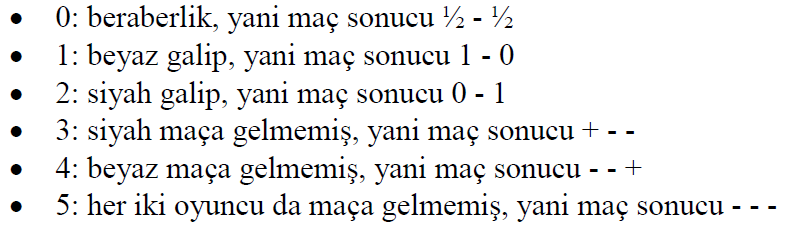 • 0: beraberlik, yani maç sonucu ½ - ½
• 1: beyaz galip, yani maç sonucu 1 - 0
• 2: siyah galip, yani maç sonucu 0 - 1
• 3: siyah maça gelmemiş, yani maç sonucu + - -
• 4: beyaz maça gelmemiş, yani maç sonucu - - +
• 5: her iki oyuncu da maça gelmemiş, yani maç sonucu - - -